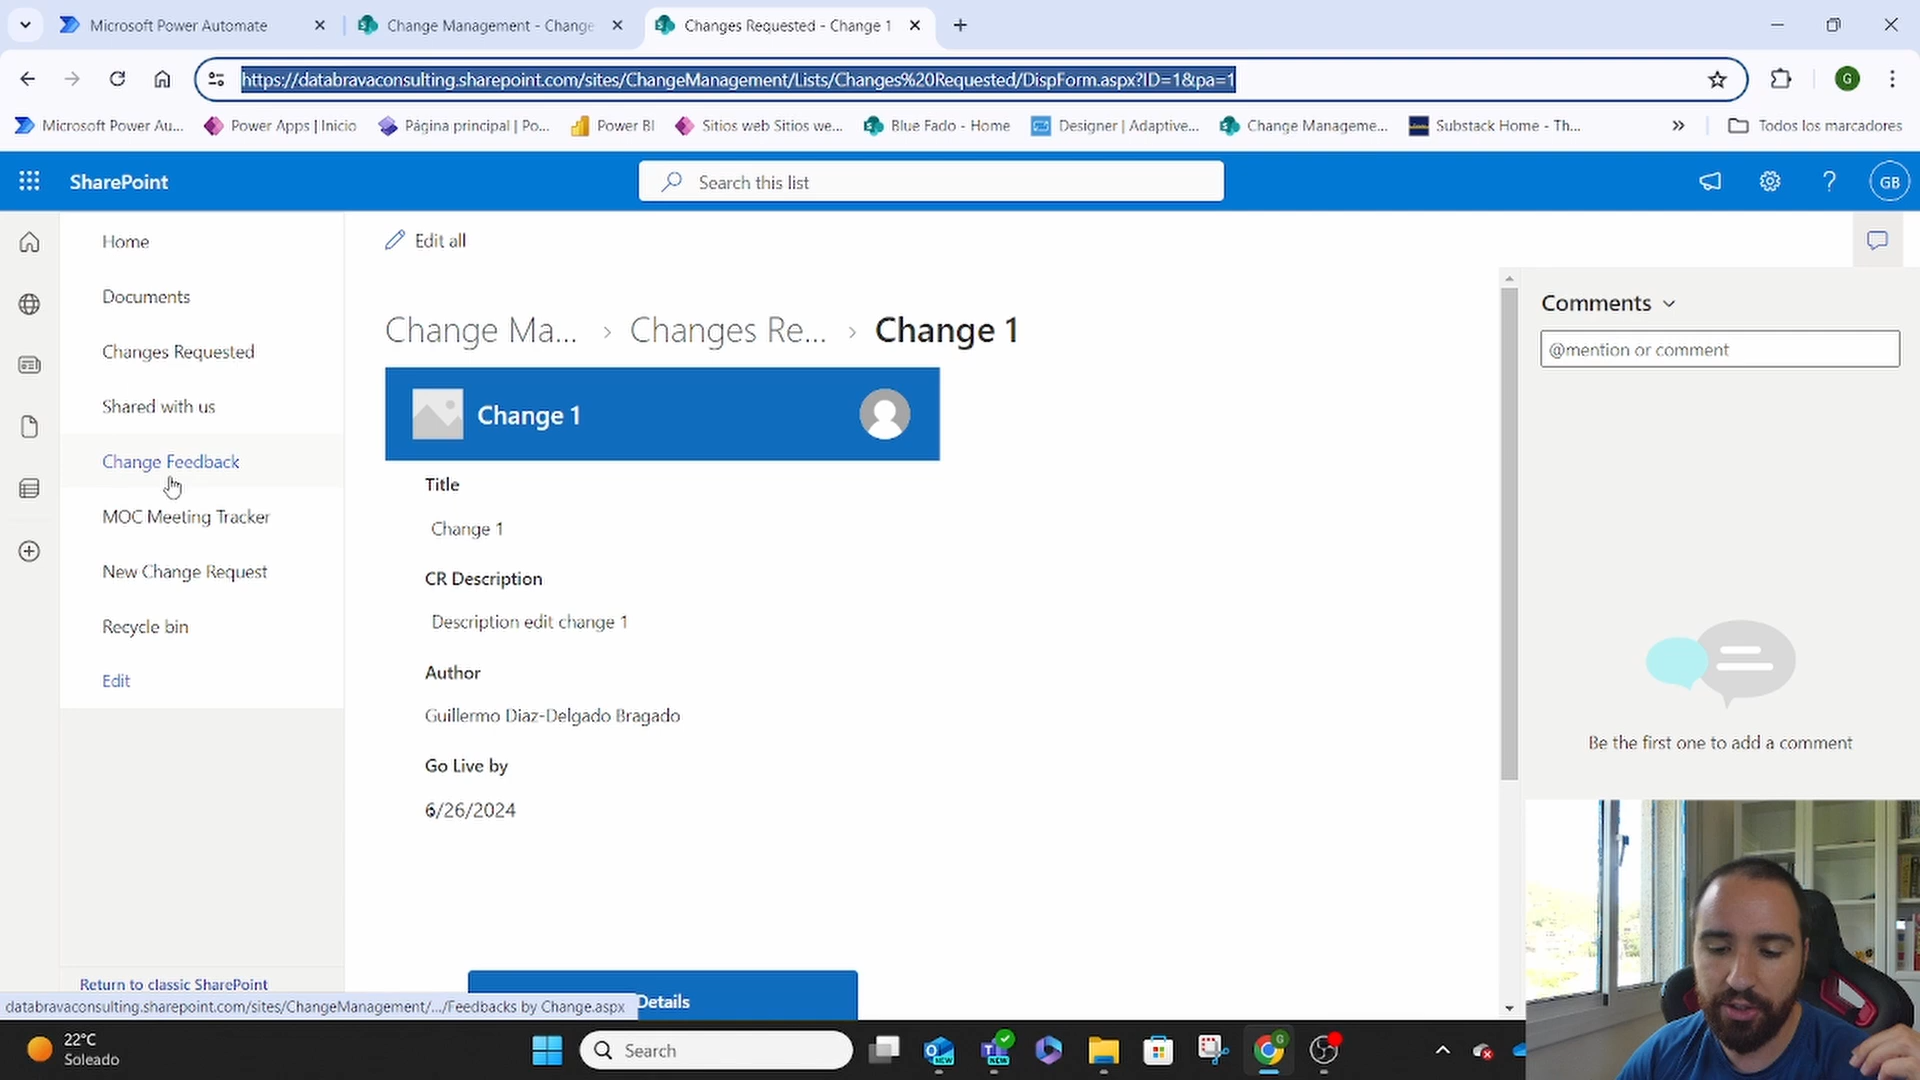 Microsoft Power Automate
Change Management - Change
Changes Requested - Change 1
https://databravaconsulting.sharepoint.com/sites/ChangeManagement/Lists/Changes%20Requested/DispForm.aspx?ID=1&pa=1
G
Microsoft Power Au...
Power Apps | Inicio
Página principal | Po...
Power BI
Sitios web Sitios we...
Blue Fado - Home
Designer | Adaptive...
Change Manageme...
Substack Home - Th...
»
Todos los marcadores
SharePoint
Search this list
?
GB
Home
Documents
Changes Requested
Shared with us
Change Feedback
MOC Meeting Tracker
New Change Request
Recycle bin
Edit
Return to classic SharePoint
Edit all
Change Ma... > Changes Re... > Change 1
Change 1
Title
Change 1
CR Description
Description edit change 1
Author
Guillermo Diaz-Delgado Bragado
Go Live by
6/26/2024
Details
Comments
@mention or comment
Be the first one to add a comment
databravaconsulting.sharepoint.com/sites/ChangeManagement/.../Feedbacks by Change.aspx
22°C
Soleado
Search
NEW
NEW
G